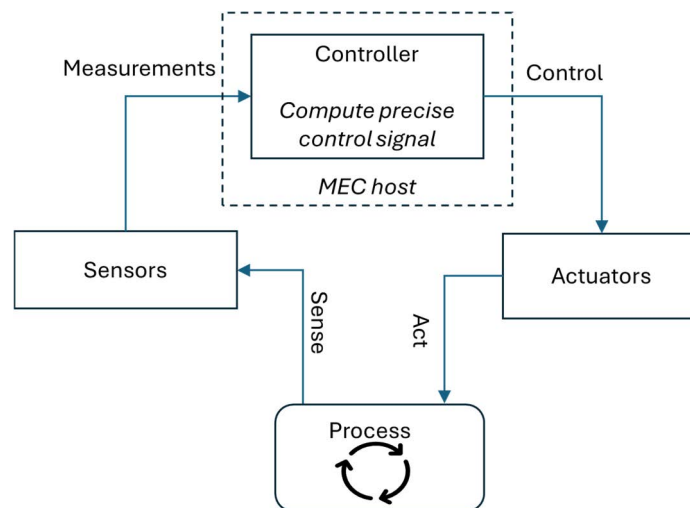 Measurements
Controller
Control
Compute precise
control signal
MEC host
Sensors
Actuators
Sense
Act
Process